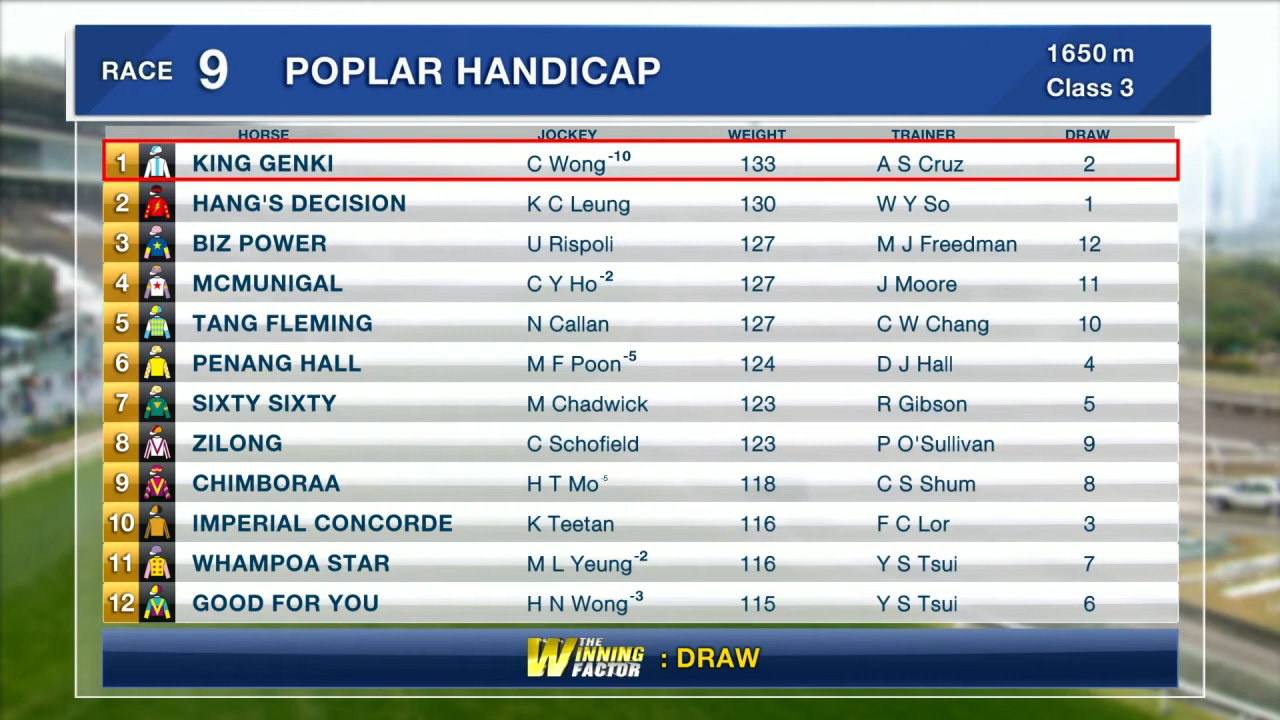 RACE 9 POPLAR HANDICAP 1650 m
Class 3
HORSE JOCKEY WEIGHT TRAINER DRAW
1 KING GENKI C Wong-10 133 A S Cruz 2
2 HANG'S DECISION K C Leung 130 W Y So 1
3 BIZ POWER U Rispoli 127 M J Freedman 12
4 MCMUNIGAL C Y Ho-2 127 J Moore 11
5 TANG FLEMING N Callan 127 C W Chang 10
6 PENANG HALL M F Poon-5 124 D J Hall 4
7 SIXTY SIXTY M Chadwick 123 R Gibson 5
8 ZILONG C Schofield 123 P O'Sullivan 9
9 CHIMBORAA H T Mo-5 118 C S Shum 8
10 IMPERIAL CONCORDE K Teetan 116 F C Lor 3
11 WHAMPOA STAR M L Yeung-2 116 Y S Tsui 7
12 GOOD FOR YOU H N Wong-3 115 Y S Tsui 6
THE WINNING FACTOR : DRAW